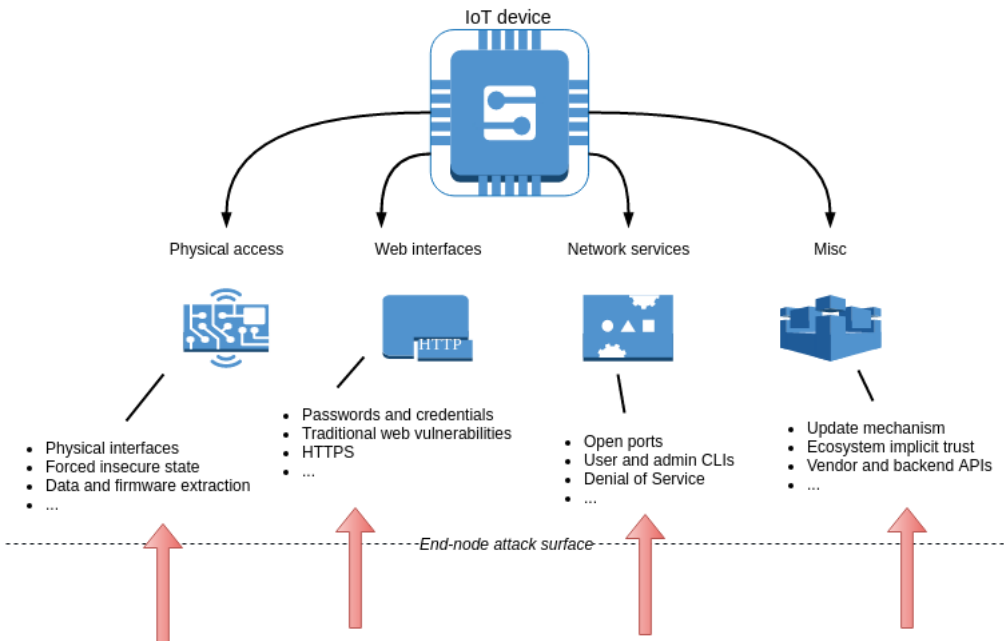 IoT device
Physical access
Web interfaces
Network services
Misc
HTTP
• Physical interfaces
• Forced insecure state
• Data and firmware extraction
• ...
• Passwords and credentials
• Traditional web vulnerabilities
• HTTPS
• ...
• Open ports
• User and admin CLIs
• Denial of Service
• ...
• Update mechanism
• Ecosystem implicit trust
• Vendor and backend APIs
• ...
End-node attack surface